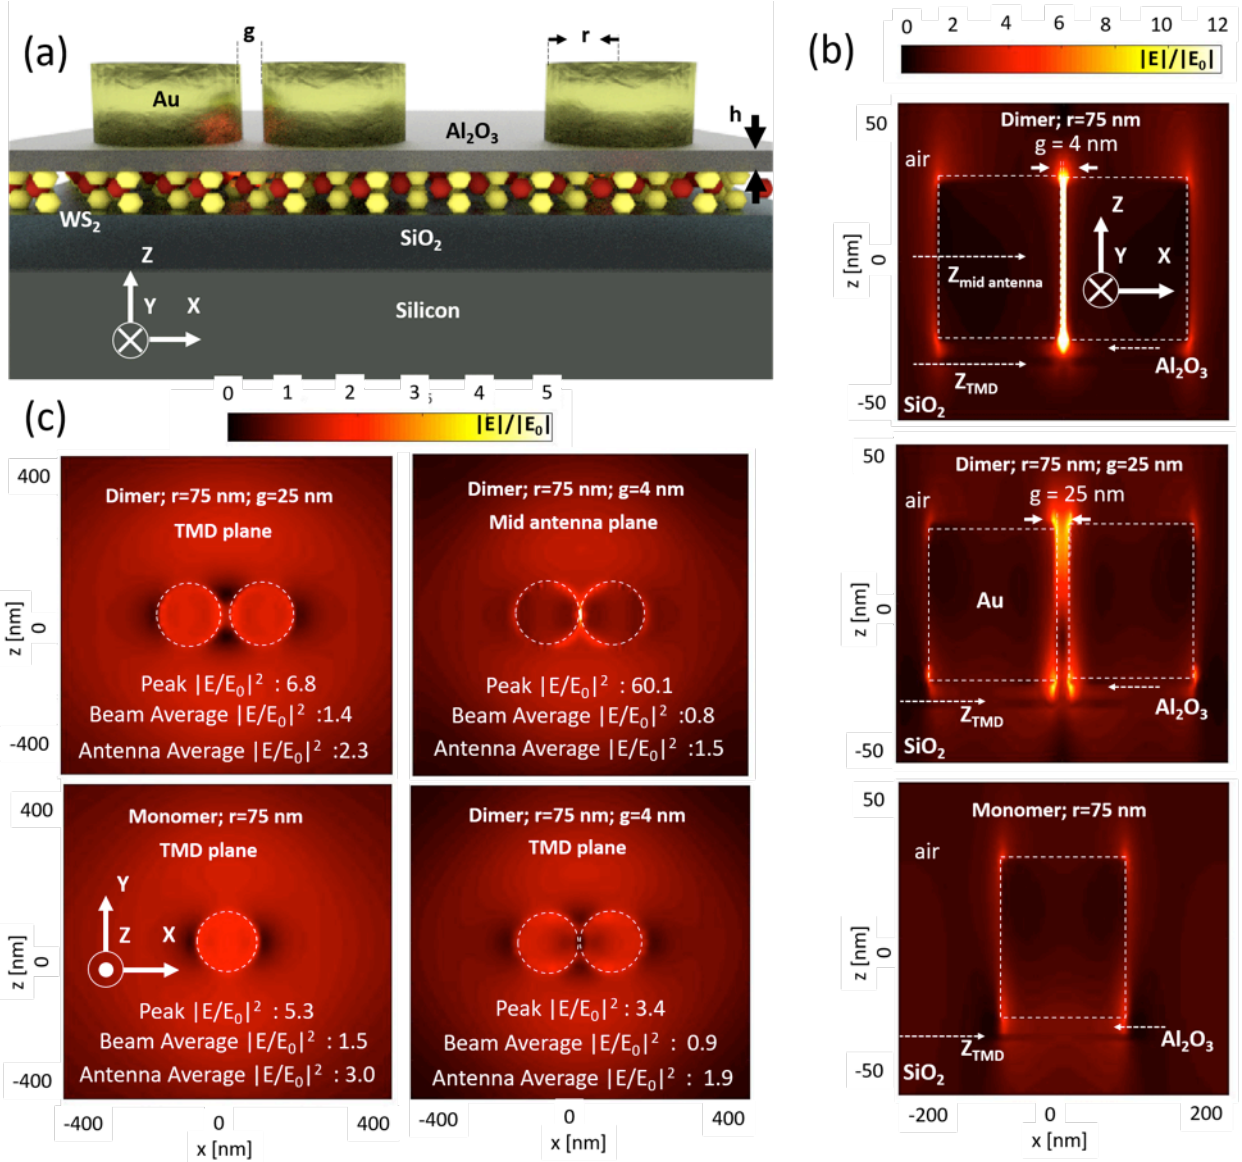 (a)
g
r
Au
Al2O3
h
WS2
SiO2
Z
Y X
Silicon
(b)
0 2 4 6 8 10 12
|E|/|E0|
50
0
-50
z [nm]
Dimer; r=75 nm
g = 4 nm
air
Z
Y X
Zmid antenna
ZTMD
Al2O3
SiO2
50
0
-50
z [nm]
Dimer; r=75 nm; g=25 nm
g = 25 nm
air
Au
ZTMD
Al2O3
SiO2
50
0
-50
z [nm]
Monomer; r=75 nm
air
ZTMD
Al2O3
SiO2
-200 0 200
x [nm]
(c)
0 1 2 3 4 5
|E|/|E0|
400
0
-400
z [nm]
Dimer; r=75 nm; g=25 nm
TMD plane
Peak |E/E0|2 : 6.8
Beam Average |E/E0|2 :1.4
Antenna Average |E/E0|2 :2.3
Dimer; r=75 nm; g=4 nm
Mid antenna plane
Peak |E/E0|2 : 60.1
Beam Average |E/E0|2 :0.8
Antenna Average |E/E0|2 :1.5
400
0
-400
z [nm]
Monomer; r=75 nm
TMD plane
Y
Z X
Peak |E/E0|2 : 5.3
Beam Average |E/E0|2 : 1.5
Antenna Average |E/E0|2 : 3.0
Dimer; r=75 nm; g=4 nm
TMD plane
Peak |E/E0|2 : 3.4
Beam Average |E/E0|2 : 0.9
Antenna Average |E/E0|2 : 1.9
-400 0 400
x [nm]
-400 0 400
x [nm]